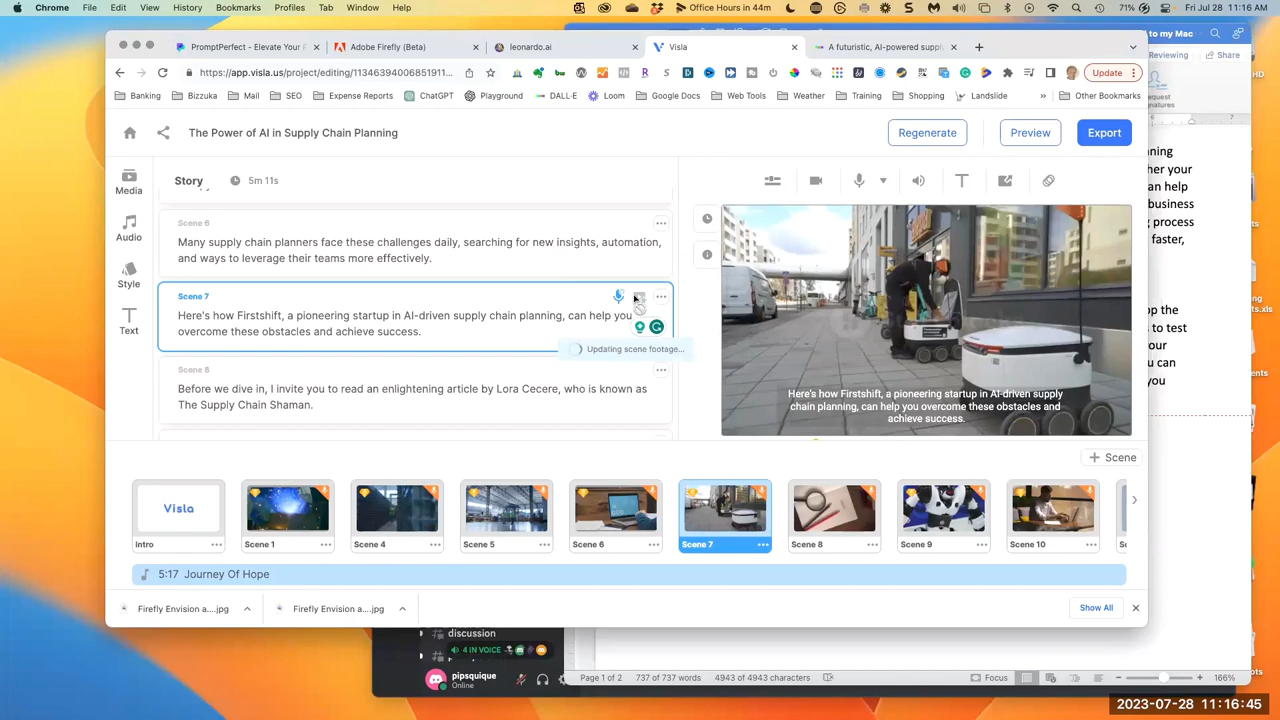 Chrome File Edit View History Bookmarks Profiles Tab Window Help
Office Hours in 44m
71%
Fri Jul 28 11:16 AM
PromptPerfect - Elevate Your P
Adobe Firefly (Beta)
leonardo.ai
Visla
A futuristic, AI-powered suppl
to my Mac
https://app.visla.us/project/editing/11346394006851911...
Update
Reviewing
Share
Banking
Bizzuka
Mail
SEO
Expense Reports
ChatGP
Playground
DALL-E
Google Docs
Web Tools
Weather
Training
Shopping
Landslide
Other Bookmarks
The Power of AI in Supply Chain Planning
Regenerate
Preview
Export
Media
Audio
Style
Text
Story
5m 11s
Scene 6
Many supply chain planners face these challenges daily, searching for new insights, automation,
and ways to leverage their teams more effectively.
Scene 7
Here's how Firstshift, a pioneering startup in AI-driven supply chain planning, can help you
overcome these obstacles and achieve success.
Updating scene footage...
Scene 8
Before we dive in, I invite you to read an enlightening article by Lora Cecere, who is known as
The Supply Chain Shaman.
Here's how Firstshift, a pioneering startup in AI-driven supply
chain planning, can help you overcome these obstacles and
achieve success.
Scene
Visla
Intro
Scene 1
Scene 4
Scene 5
Scene 6
Scene 7
Scene 8
Scene 9
Scene 10
5:17 Journey Of Hope
Firefly Envision a....jpg
Firefly Envision a....jpg
Show All
discussion
4 IN VOICE
pipsquique
Online
Page 1 of 2
737 of 737 words
4943 of 4943 characters
Focus
166%
2023-07-28 11:16:45